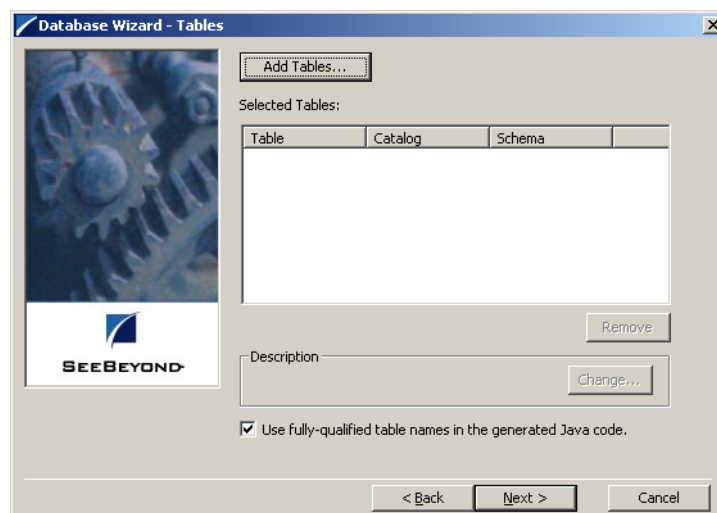 Database Wizard - Tables
Add Tables...
Selected Tables:
Table Catalog Schema
Remove
SEEBEYOND
Description
Change...
Use fully-qualified table names in the generated Java code.
< Back Next > Cancel